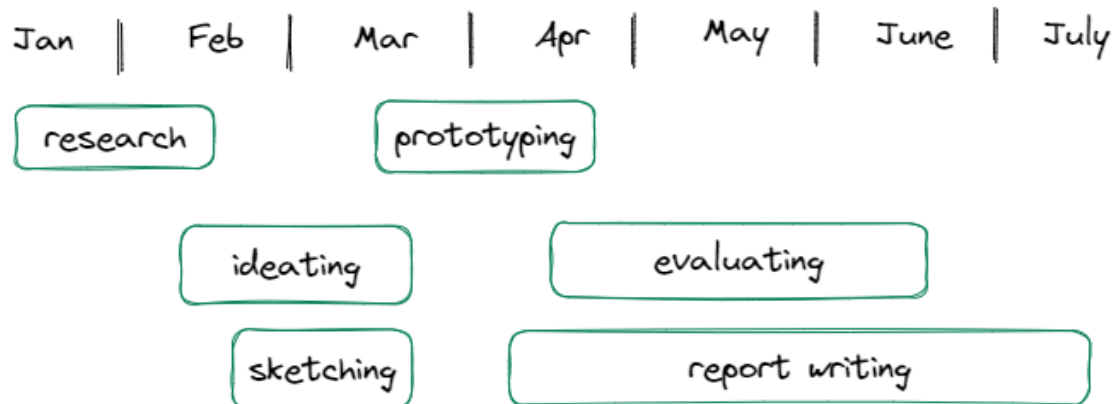 Jan | Feb | Mar | Apr | May | June | July
research prototyping
ideating evaluating
sketching report writing